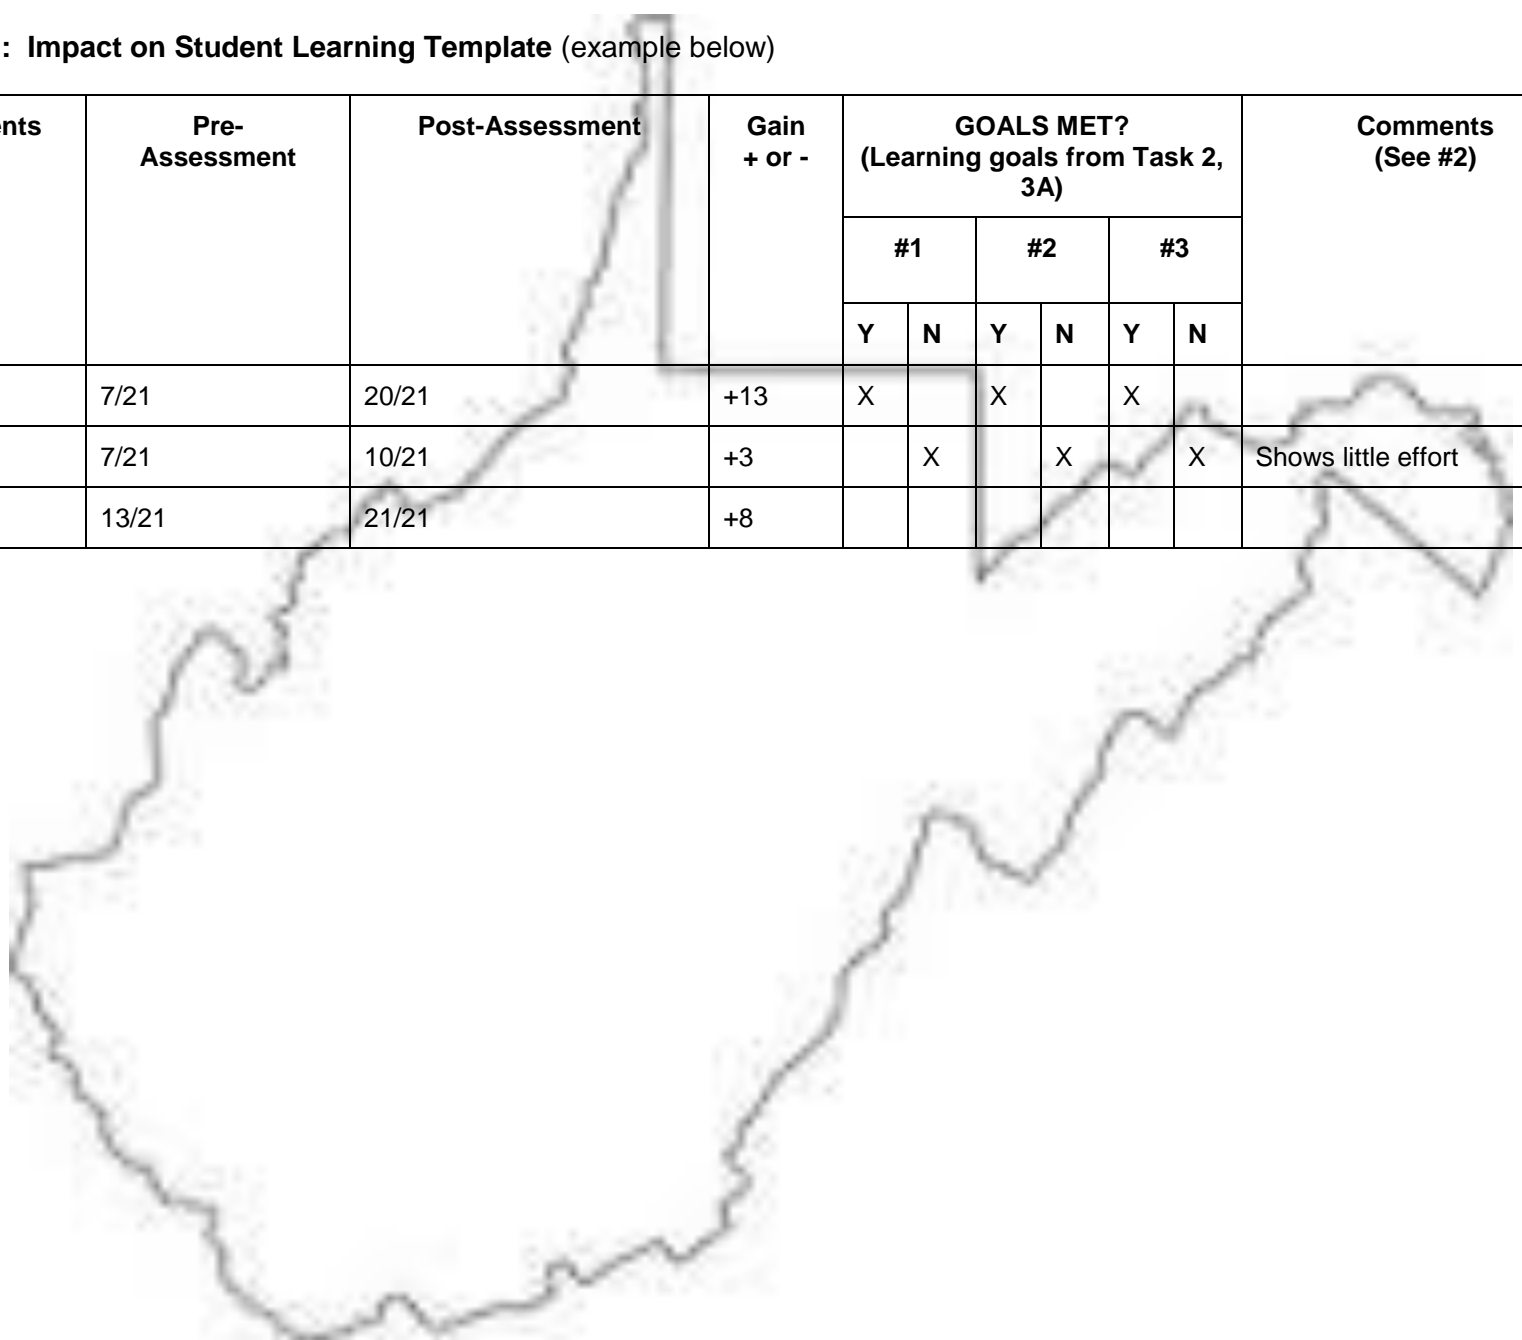 : Impact on Student Learning Template (example below)
nts
Pre-
Assessment
Post-Assessment
Gain
+ or -
GOALS MET?
(Learning goals from Task 2,
3A)
Comments
(See #2)
#1 #2 #3
Y N Y N Y N
7/21 20/21 +13 X X X
7/21 10/21 +3 X X X Shows little effort
13/21 21/21 +8